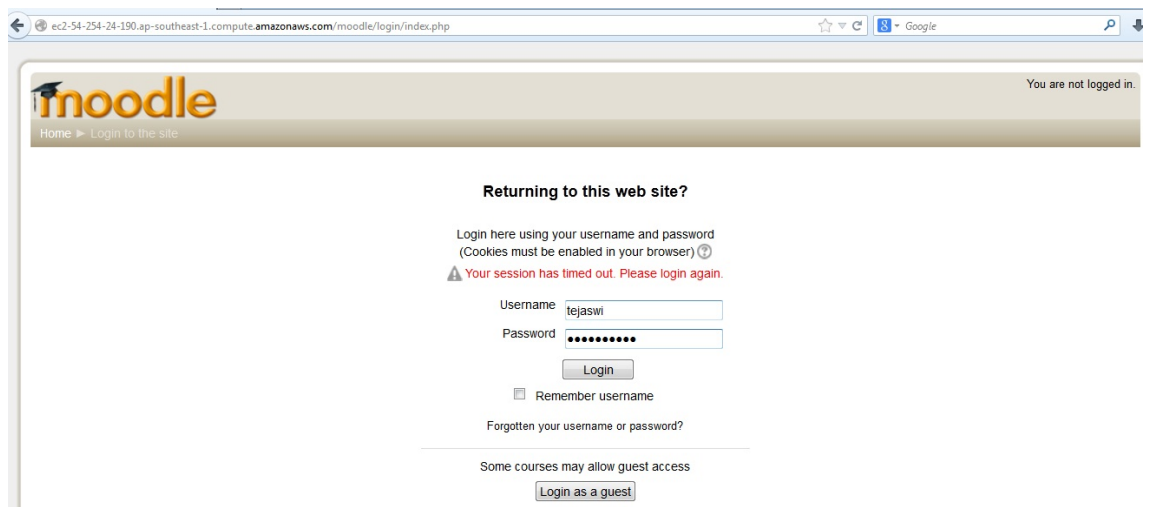 ec2-54-254-24-190.ap-southeast-1.compute.amazonaws.com/moodle/login/index.php
Google
moodle
You are not logged in.
Home ► Login to the site
Returning to this web site?
Login here using your username and password
(Cookies must be enabled in your browser)
Your session has timed out. Please login again.
Username tejaswi
Password ••••••••••
Login
Remember username
Forgotten your username or password?
Some courses may allow guest access
Login as a guest